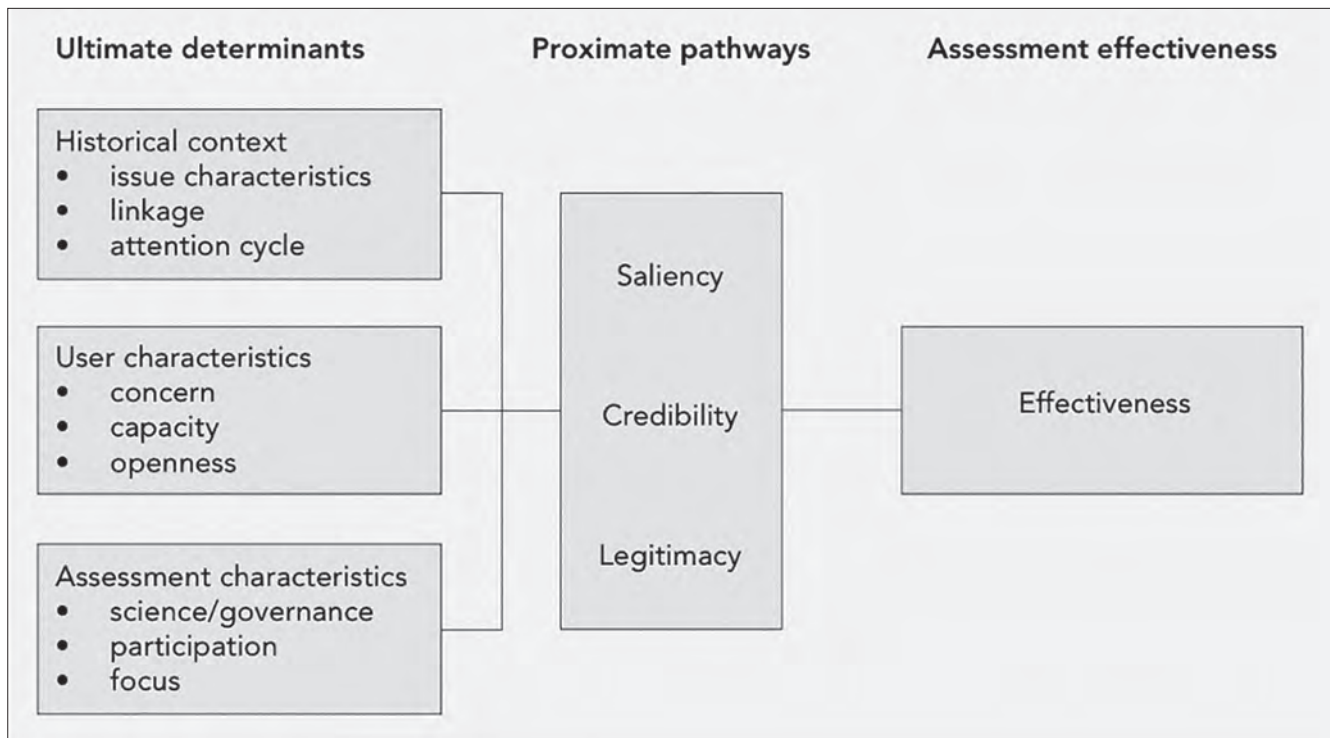 Ultimate determinants
Proximate pathways
Assessment effectiveness
Historical context
• issue characteristics
• linkage
• attention cycle
User characteristics
• concern
• capacity
• openness
Assessment characteristics
• science/governance
• participation
• focus
Saliency
Credibility
Legitimacy
Effectiveness